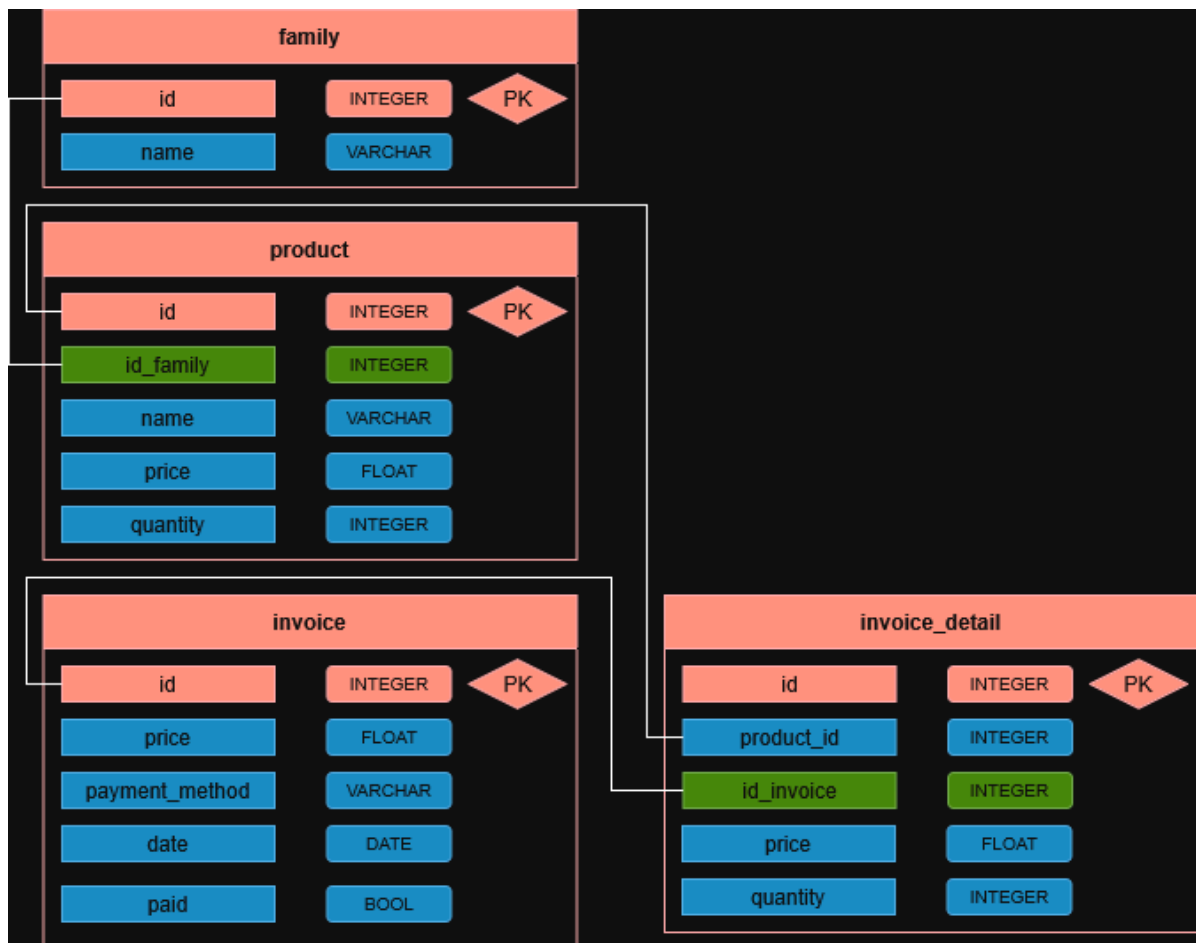 family
id INTEGER PK
name VARCHAR
product
id INTEGER PK
id_family INTEGER
name VARCHAR
price FLOAT
quantity INTEGER
invoice
id INTEGER PK
price FLOAT
payment_method VARCHAR
date DATE
paid BOOL
invoice_detail
id INTEGER PK
product_id INTEGER
id_invoice INTEGER
price FLOAT
quantity INTEGER